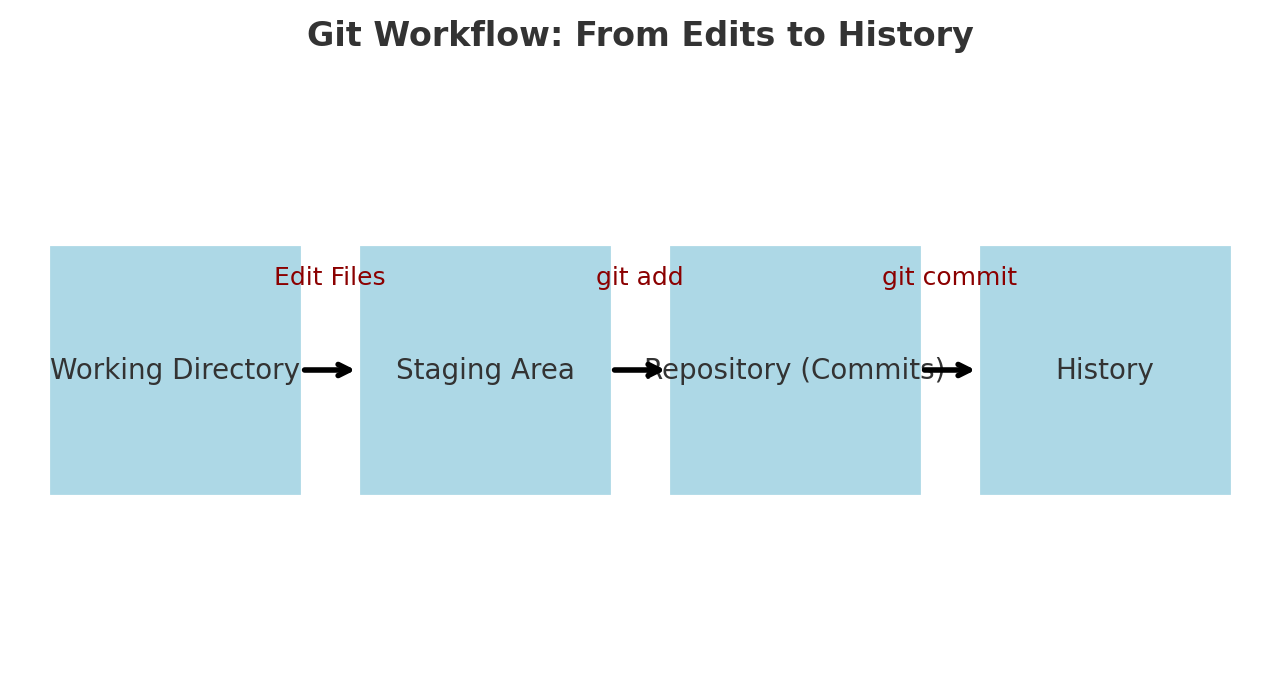 Git Workflow: From Edits to History
Edit Files
git add
git commit
Working Directory
Staging Area
Repository (Commits)
History